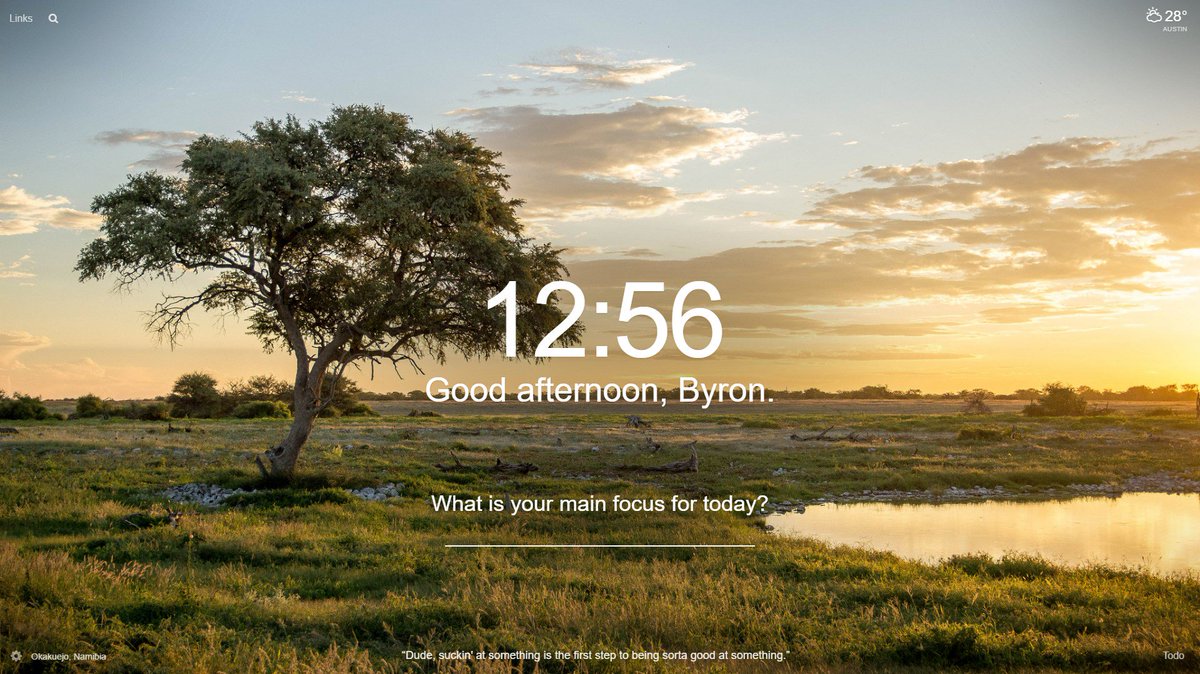 Links
28°
AUSTIN
12:56
Good afternoon, Byron.
What is your main focus for today?
Okakuejo, Namibia
"Dude, suckin' at something is the first step to being sorta good at something."
Todo